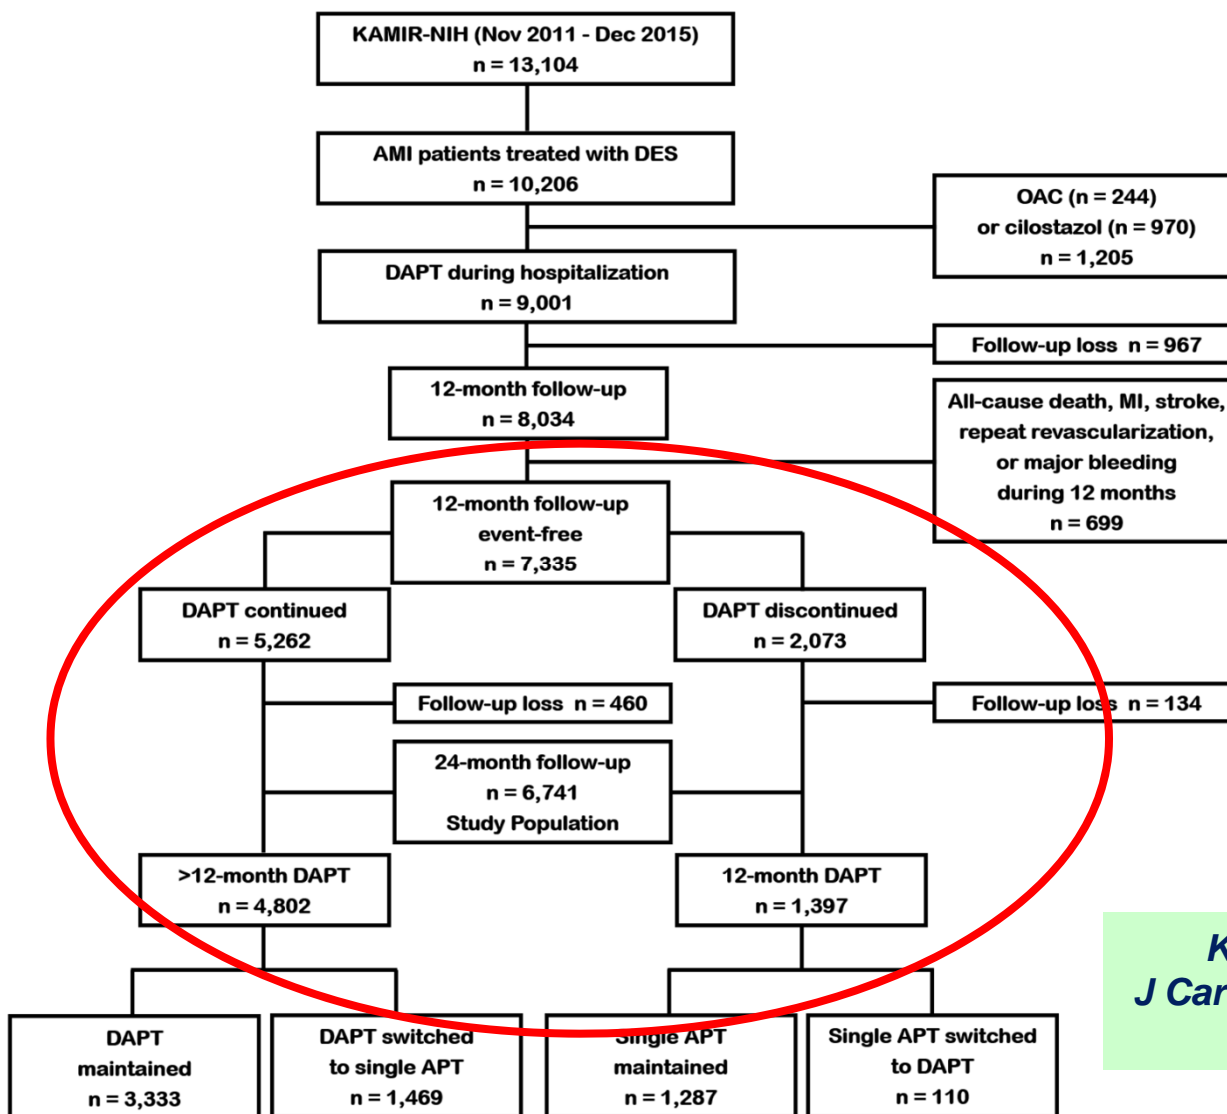 KAMIR-NIH (Nov 2011 - Dec 2015)
n = 13,104
AMI patients treated with DES
n = 10,206
OAC (n = 244)
or cilostazol (n = 970)
n = 1,205
DAPT during hospitalization
n = 9,001
Follow-up loss n = 967
12-month follow-up
n = 8,034
All-cause death, MI, stroke,
repeat revascularization,
or major bleeding
during 12 months
n = 699
12-month follow-up
event-free
n = 7,335
DAPT continued
n = 5,262
DAPT discontinued
n = 2,073
Follow-up loss n = 460
Follow-up loss n = 134
24-month follow-up
n = 6,741
Study Population
>12-month DAPT
n = 4,802
12-month DAPT
n = 1,397
K
J Car
DAPT
maintained
n = 3,333
DAPT switched
to single APT
n = 1,469
Single APT
maintained
n = 1,287
Single APT switched
to DAPT
n = 110